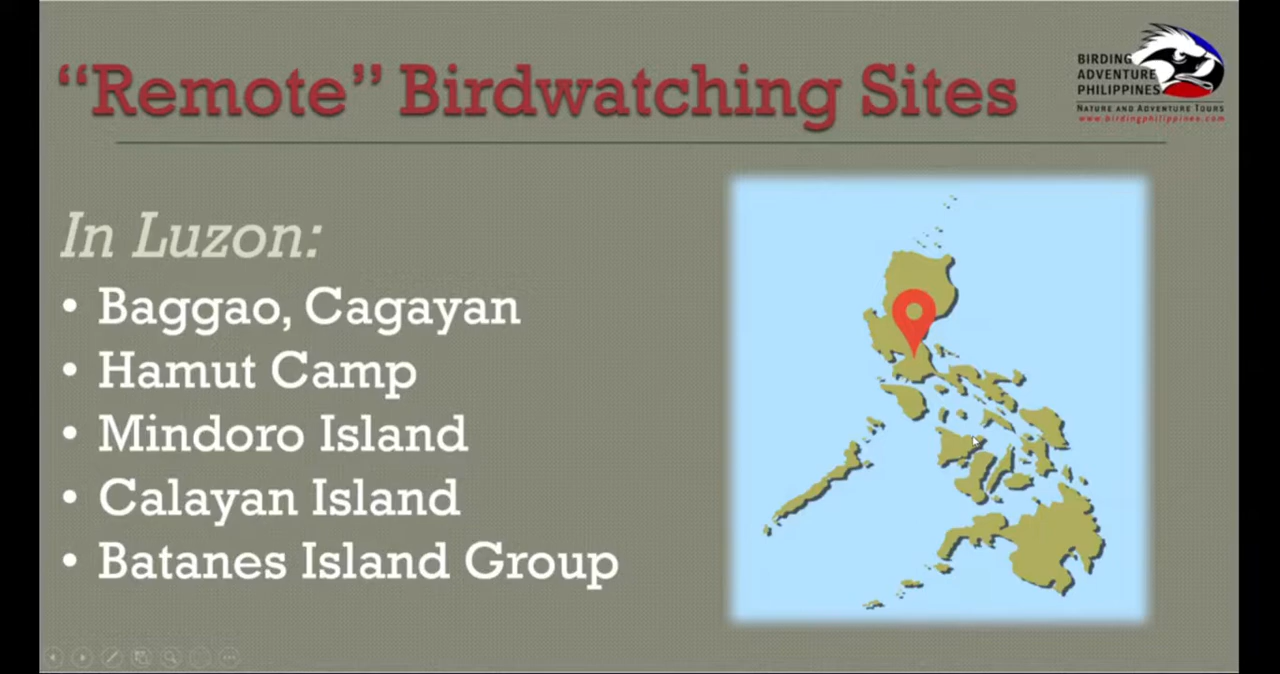 “Remote” Birdwatching Sites
BIRDING
ADVENTURE
PHILIPPINES
NATURE AND ADVENTURE TOURS
www.birdingphilippines.com
In Luzon:
• Baggao, Cagayan
• Hamut Camp
• Mindoro Island
• Calayan Island
• Batanes Island Group